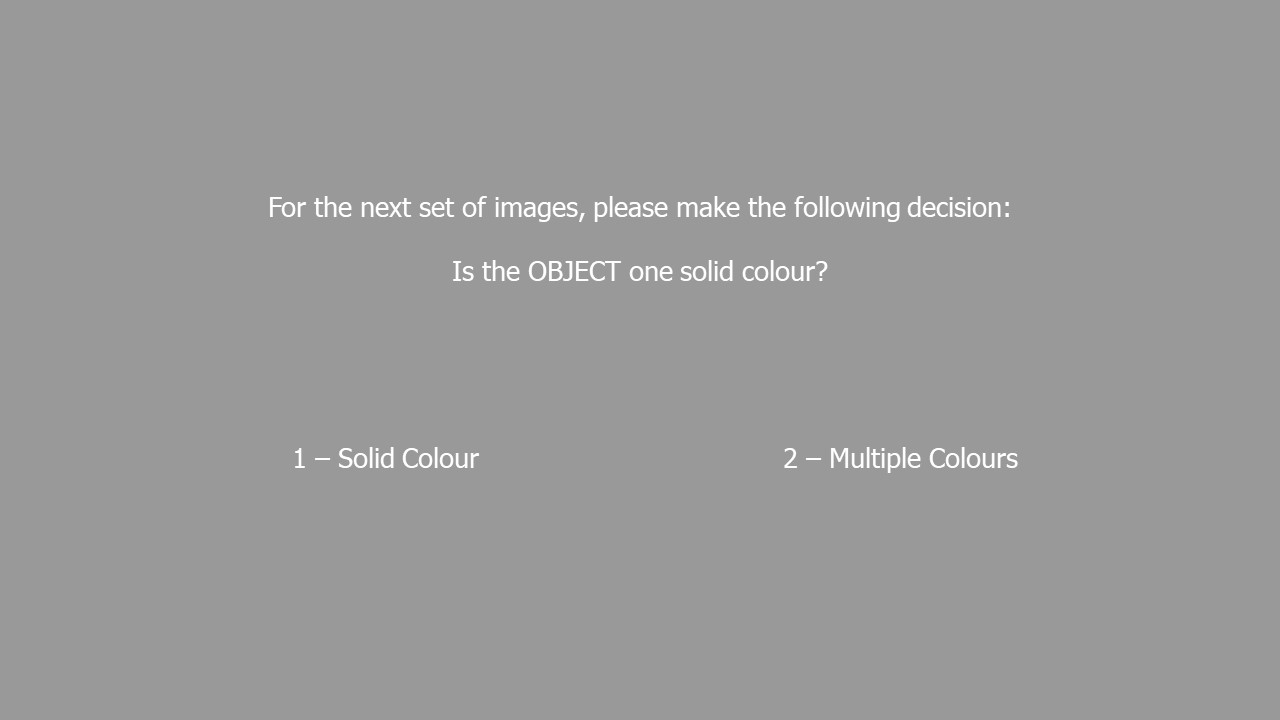 For the next set of images, please make the following decision:
Is the OBJECT one solid colour?
1 – Solid Colour
2 – Multiple Colours